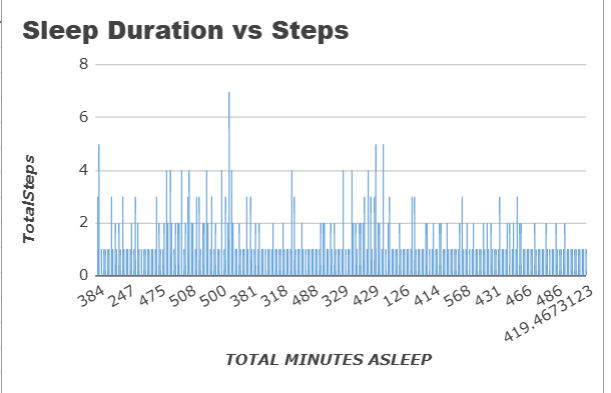 Sleep Duration vs Steps
8
6
4
2
0
TotalSteps
384 247 475 508 500 381 318 488 329 429 126 414 568 431 466 486 419.4673123
TOTAL MINUTES ASLEEP